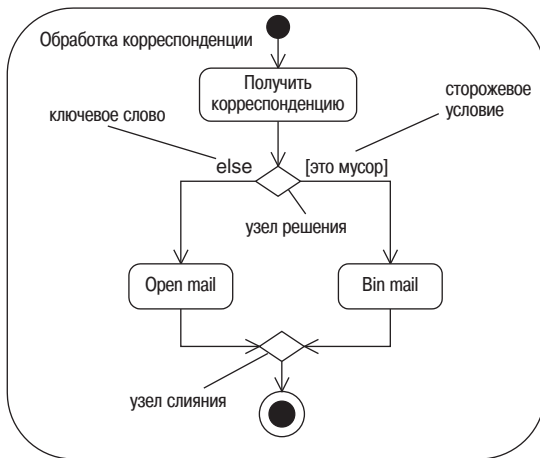 Обработка корреспонденции
Получить
корреспонденцию
сторожевое
условие
ключевое слово
else
[это мусор]
узел решения
Open mail
Bin mail
узел слияния